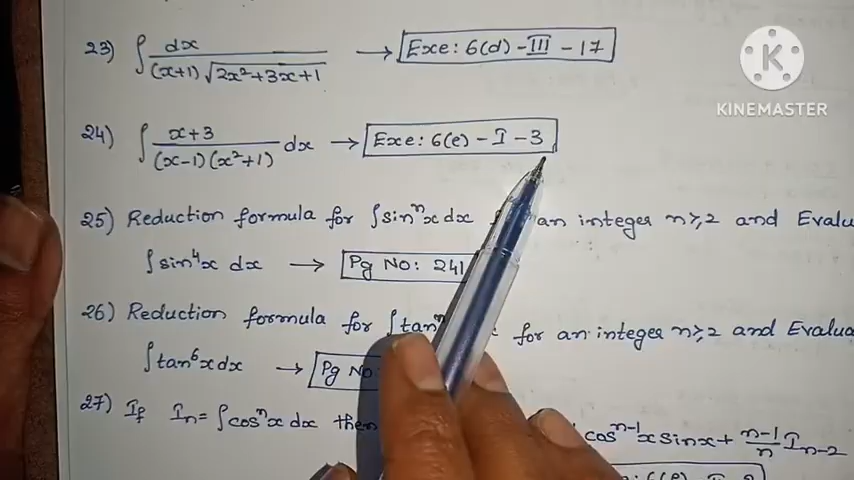 23) ∫ dx / (x+1) √2x²+3x+1 → Exe: 6(d) - III - 17
KINEMASTER
24) ∫ x+3 / (x-1) (x²+1) dx → Exe: 6(e) - I - 3
25) Reduction formula for ∫sinⁿx dx an integer n≥2 and Evalua
∫sin⁴x dx → Pg No: 241
26) Reduction formula for ∫tanⁿ for an integer n≥2 and Evalua
∫tan⁶x dx → Pg No:
27) If Iₙ = ∫cosⁿx dx then cosⁿ⁻¹x sinx + n-1/n Iₙ₋₂